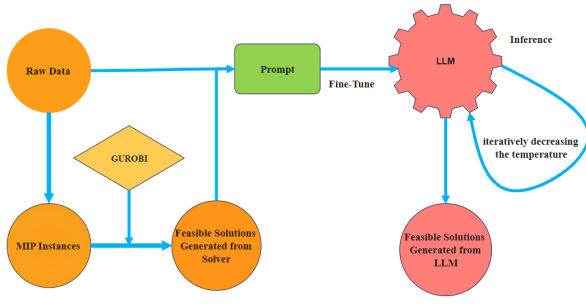 Raw Data
Prompt
Fine-Tune
LLM
Inference
iteratively decreasing
the temperature
GUROBI
MIP Instances
Feasible Solutions
Generated from
Solver
Feasible Solutions
Generated from
LLM